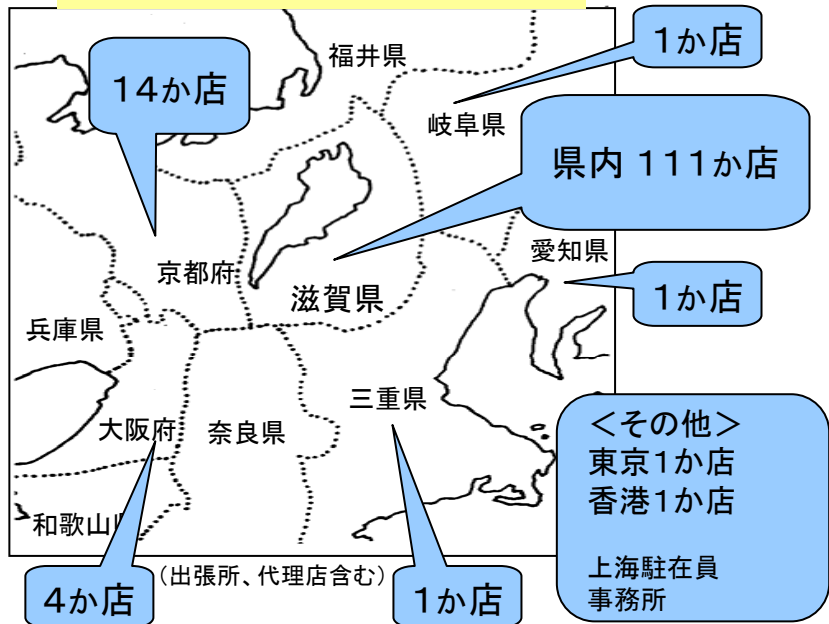 福井県
1か店
14か店
岐阜県
県内 111か店
愛知県
京都府
滋賀県
1か店
兵庫県
三重県
大阪府
奈良県
<その他>
東京1か店
香港1か店
和歌山県
上海駐在員
事務所
(出張所、代理店含む)
4か店
1か店